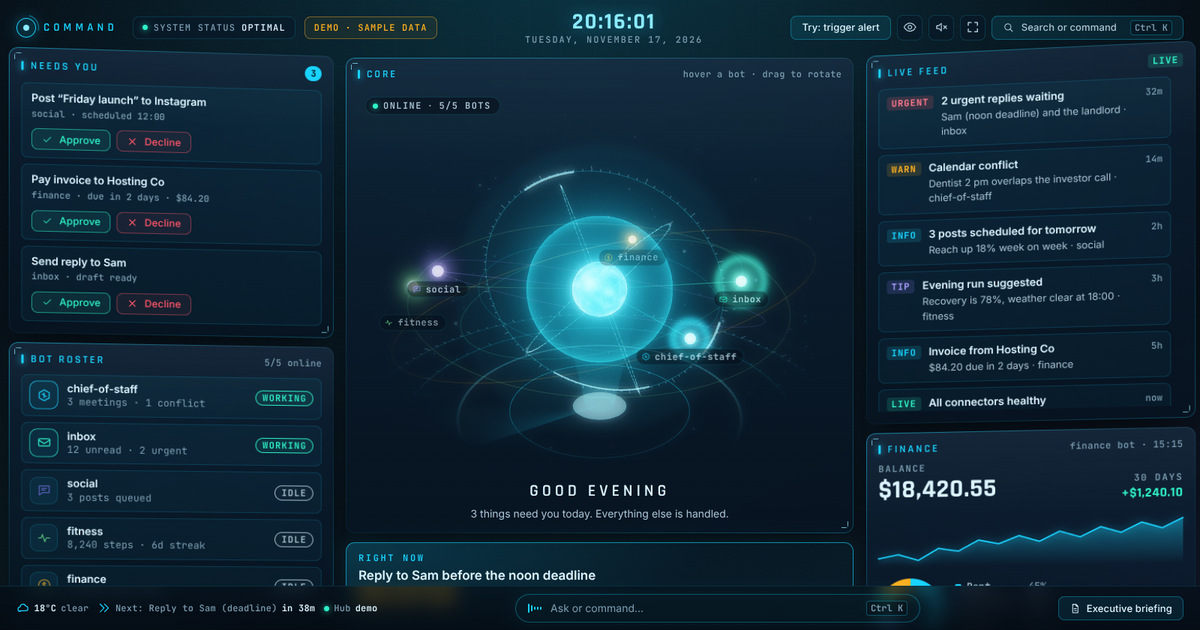 COMMAND
SYSTEM STATUS OPTIMAL
DEMO · SAMPLE DATA
20:16:01
TUESDAY, NOVEMBER 17, 2026
Try: trigger alert
Search or command Ctrl K
NEEDS YOU
3
Post “Friday launch” to Instagram
social · scheduled 12:00
Approve Decline
Pay invoice to Hosting Co
finance · due in 2 days · $84.20
Approve Decline
Send reply to Sam
inbox · draft ready
Approve Decline
BOT ROSTER 5/5 online
chief-of-staff
3 meetings · 1 conflict
WORKING
inbox
12 unread · 2 urgent
WORKING
social
3 posts queued
IDLE
fitness
8,240 steps · 6d streak
IDLE
finance
IDLE
CORE hover a bot · drag to rotate
ONLINE · 5/5 BOTS
finance
social
inbox
fitness
chief-of-staff
GOOD EVENING
3 things need you today. Everything else is handled.
RIGHT NOW
Reply to Sam before the noon deadline
LIVE FEED LIVE
URGENT 2 urgent replies waiting 32m
Sam (noon deadline) and the landlord ·
inbox
WARN Calendar conflict 14m
Dentist 2 pm overlaps the investor call ·
chief-of-staff
INFO 3 posts scheduled for tomorrow 2h
Reach up 18% week on week · social
TIP Evening run suggested 3h
Recovery is 78%, weather clear at 18:00 ·
fitness
INFO Invoice from Hosting Co 5h
$84.20 due in 2 days · finance
LIVE All connectors healthy now
FINANCE finance bot · 15:15
BALANCE
$18,420.55
30 DAYS
+$1,240.10
Rent 45%
18°C clear Next: Reply to Sam (deadline) in 38m Hub demo
Ask or command... Ctrl K
Executive briefing